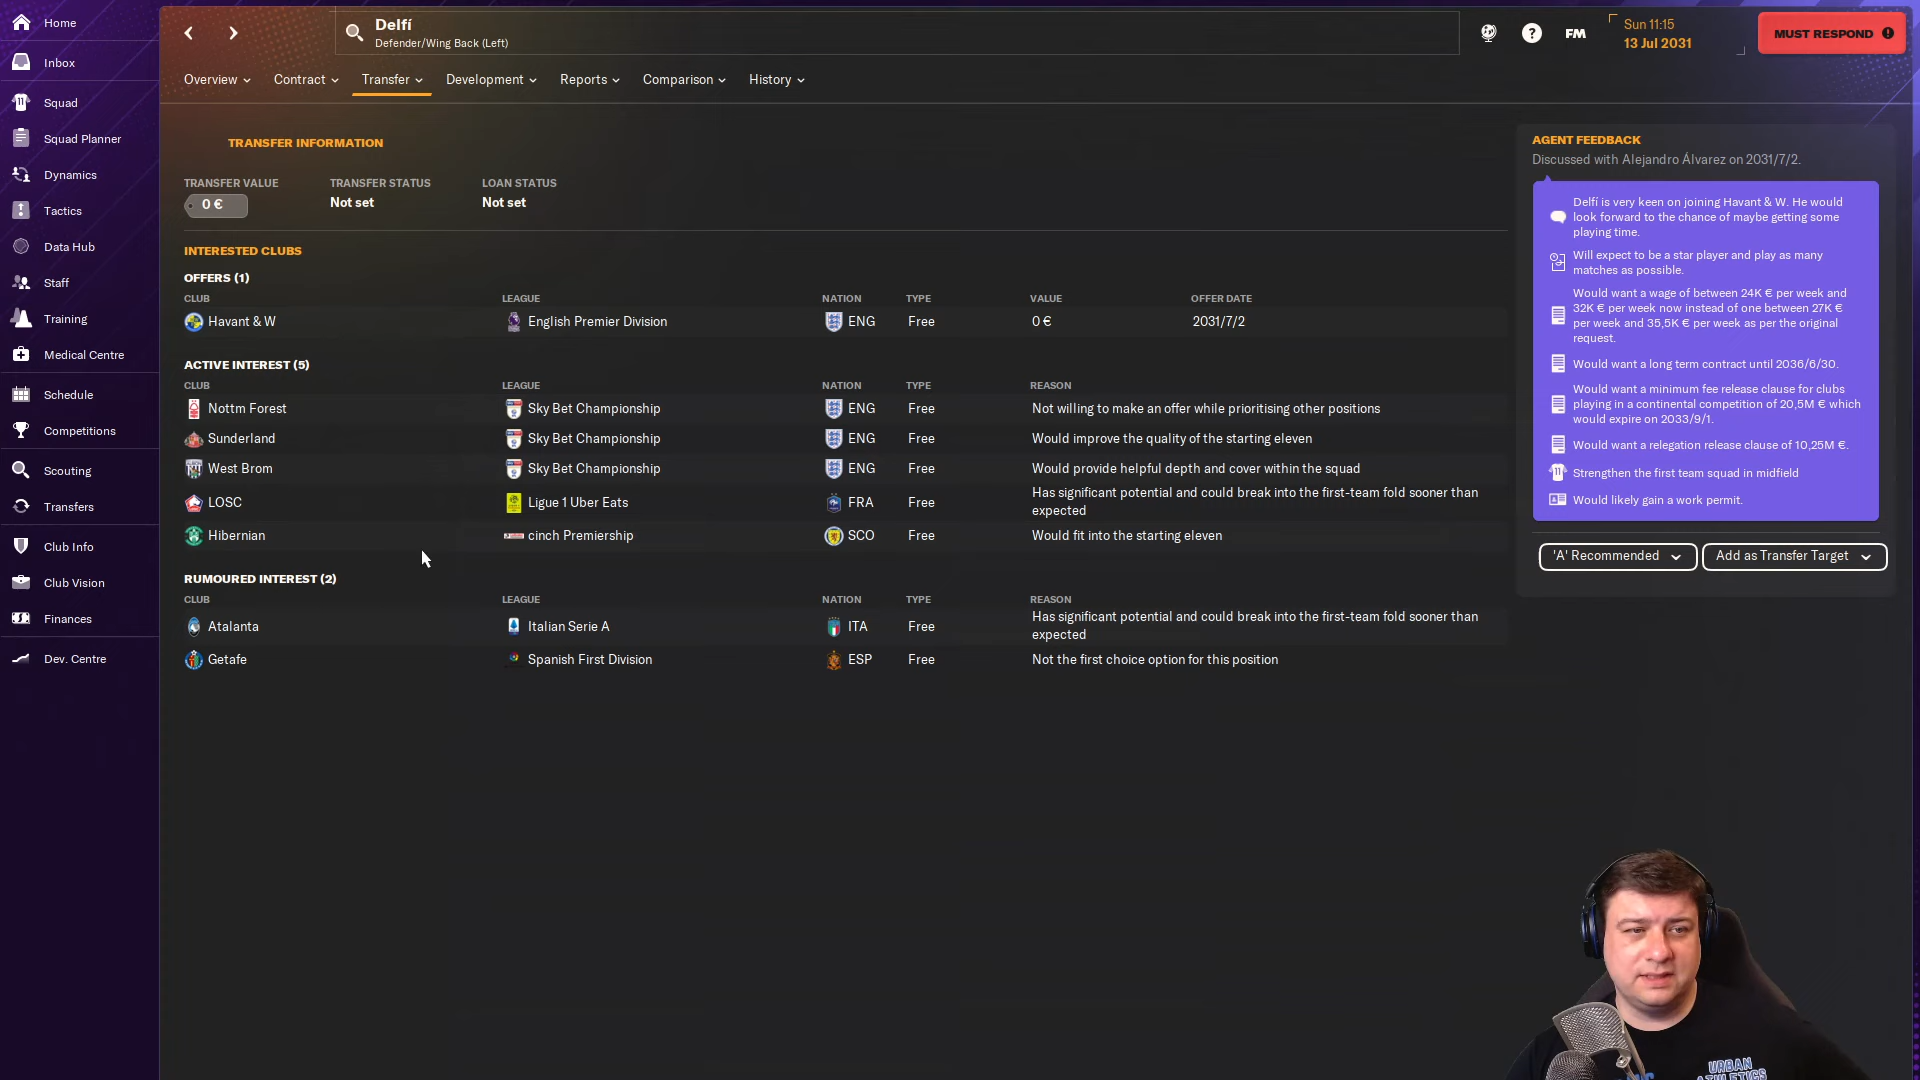 Home
Inbox
Squad
Squad Planner
Dynamics
Tactics
Data Hub
Staff
Training
Medical Centre
Schedule
Competitions
Scouting
Transfers
Club Info
Club Vision
Finances
Dev. Centre
Delfí
Defender/Wing Back (Left)
FM
Sun 11:15
13 Jul 2031
MUST RESPOND
Overview Contract Transfer Development Reports Comparison History
TRANSFER INFORMATION
TRANSFER VALUE TRANSFER STATUS LOAN STATUS
0 € Not set Not set
INTERESTED CLUBS
OFFERS (1)
CLUB LEAGUE NATION TYPE VALUE OFFER DATE
Havant & W English Premier Division ENG Free 0 € 2031/7/2
ACTIVE INTEREST (5)
CLUB LEAGUE NATION TYPE REASON
Nottm Forest Sky Bet Championship ENG Free Not willing to make an offer while prioritising other positions
Sunderland Sky Bet Championship ENG Free Would improve the quality of the starting eleven
West Brom Sky Bet Championship ENG Free Would provide helpful depth and cover within the squad
LOSC Ligue 1 Uber Eats FRA Free Has significant potential and could break into the first-team fold sooner than
expected
Hibernian cinch Premiership SCO Free Would fit into the starting eleven
RUMOURED INTEREST (2)
CLUB LEAGUE NATION TYPE REASON
Atalanta Italian Serie A ITA Free Has significant potential and could break into the first-team fold sooner than
expected
Getafe Spanish First Division ESP Free Not the first choice option for this position
AGENT FEEDBACK
Discussed with Alejandro Álvarez on 2031/7/2.
Delfí is very keen on joining Havant & W. He would
look forward to the chance of maybe getting some
playing time.
Will expect to be a star player and play as many
matches as possible.
Would want a wage of between 24K € per week and
32K € per week now instead of one between 27K €
per week and 35,5K € per week as per the original
request.
Would want a long term contract until 2036/6/30.
Would want a minimum fee release clause for clubs
playing in a continental competition of 20,5M € which
would expire on 2033/9/1.
Would want a relegation release clause of 10,25M €.
Strengthen the first team squad in midfield
Would likely gain a work permit.
'A' Recommended Add as Transfer Target
URBAN
ATHLETICS